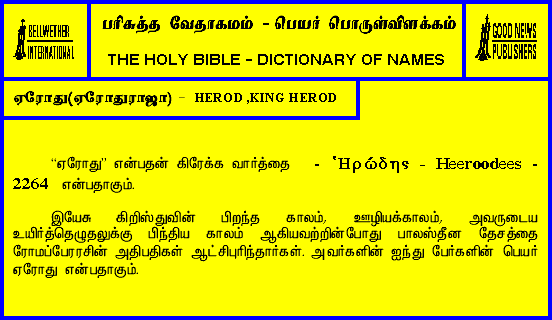 BELLWETHER
INTERNATIONAL
பரிசுத்த வேதாகமம் - பெயர் பொருள்விளக்கம்
THE HOLY BIBLE - DICTIONARY OF NAMES
GOOD NEWS
PUBLISHERS
ஏரோது(ஏரோதுராஜா) - HEROD ,KING HEROD
“ஏரோது” என்பதன் கிரேக்க வார்த்தை - Ἡρώδης - Heeroodees -
2264 என்பதாகும்.
இயேசு கிறிஸ்துவின் பிறந்த காலம், ஊழியக்காலம், அவருடைய
உயிர்த்தெழுதலுக்கு பிந்திய காலம் ஆகியவற்றின்போது பாலஸ்தீன தேசத்தை
ரோமப்பேரரசின் அதிபதிகள் ஆட்சிபுரிந்தார்கள். அவர்களின் ஐந்து பேர்களின் பெயர்
ஏரோது என்பதாகும்.